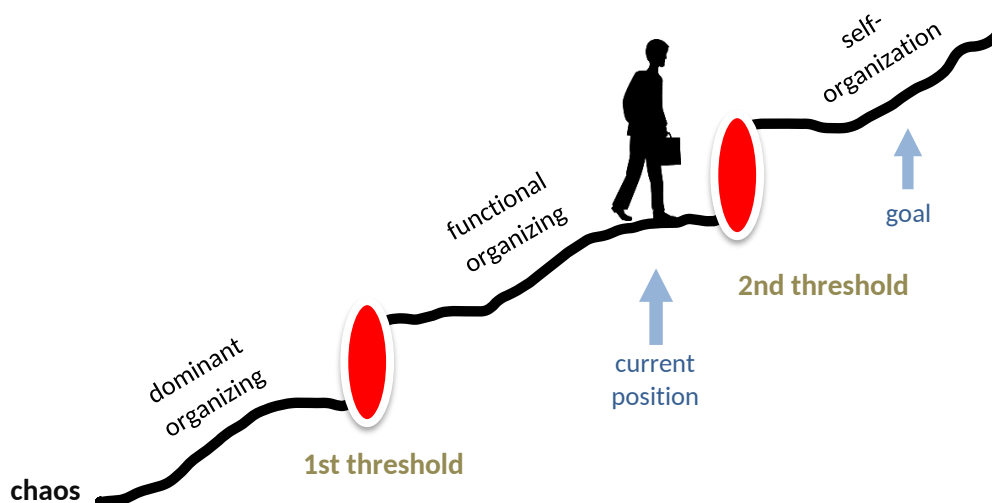 self-
organization
goal
functional
organizing
2nd threshold
current
position
dominant
organizing
1st threshold
chaos